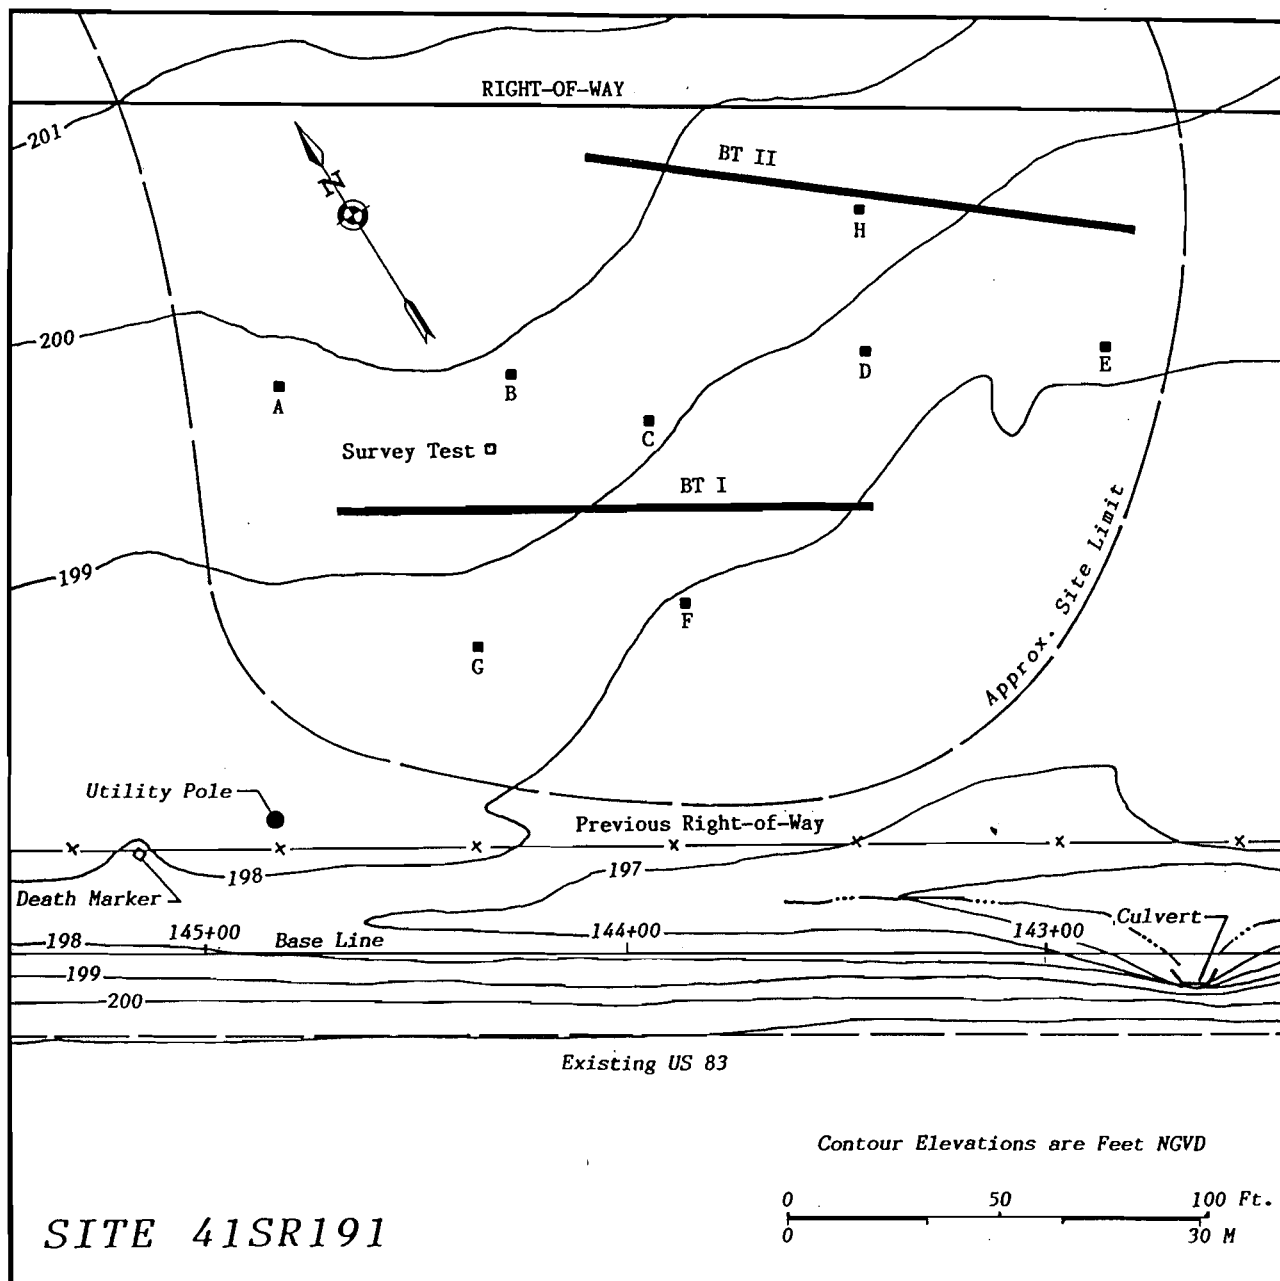 RIGHT-OF-WAY
201
BT II
N
H
200
D
E
A
B
C
Survey Test
BT I
199
F
G
Approx. Site Limit
Utility Pole
Previous Right-of-Way
x x x x x x x
198
197
Death Marker
Culvert
198
145+00
Base Line
144+00
143+00
199
200
Existing US 83
Contour Elevations are Feet NGVD
0 50 100 Ft.
0 30 M
SITE 41SR191